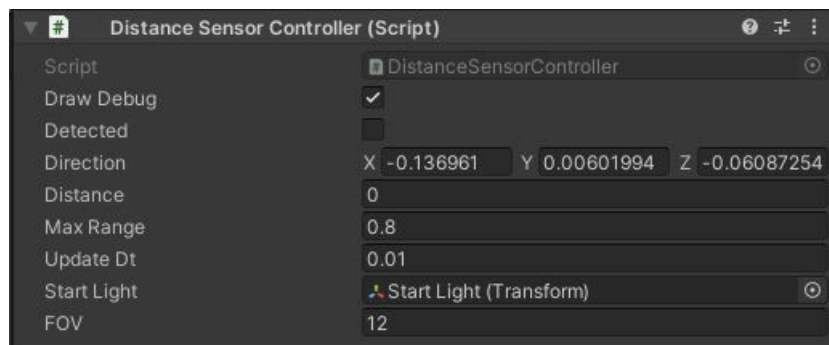 # Distance Sensor Controller (Script)
Script # DistanceSensorController
Draw Debug
Detected
Direction X -0.136961 Y 0.00601994 Z -0.06087254
Distance 0
Max Range 0.8
Update Dt 0.01
Start Light Start Light (Transform)
FOV 12